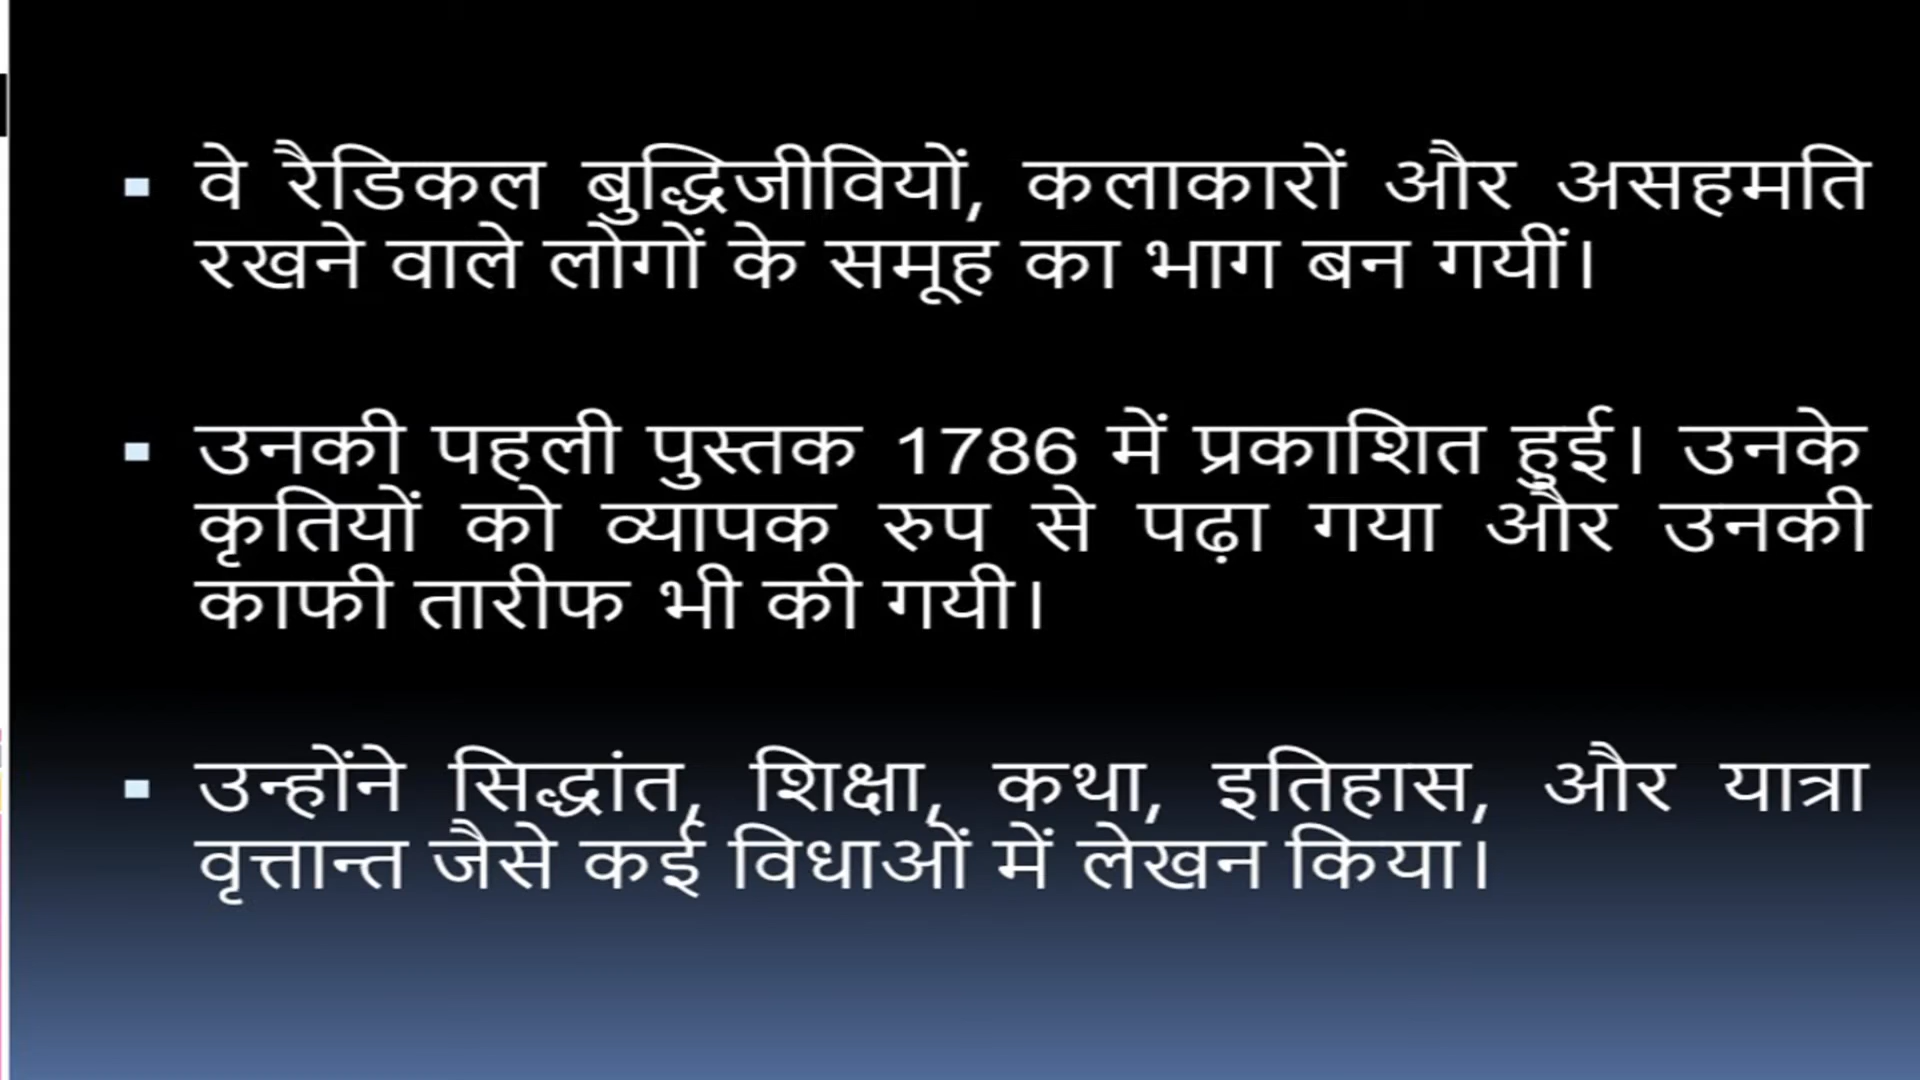 वे रैडिकल बुद्धिजीवियों, कलाकारों और असहमति
रखने वाले लोगों के समूह का भाग बन गयीं।
उनकी पहली पुस्तक 1786 में प्रकाशित हुई। उनके
कृतियों को व्यापक रुप से पढ़ा गया और उनकी
काफी तारीफ भी की गयी।
उन्होंने सिद्धांत, शिक्षा, कथा, इतिहास, और यात्रा
वृत्तान्त जैसे कई विधाओं में लेखन किया।